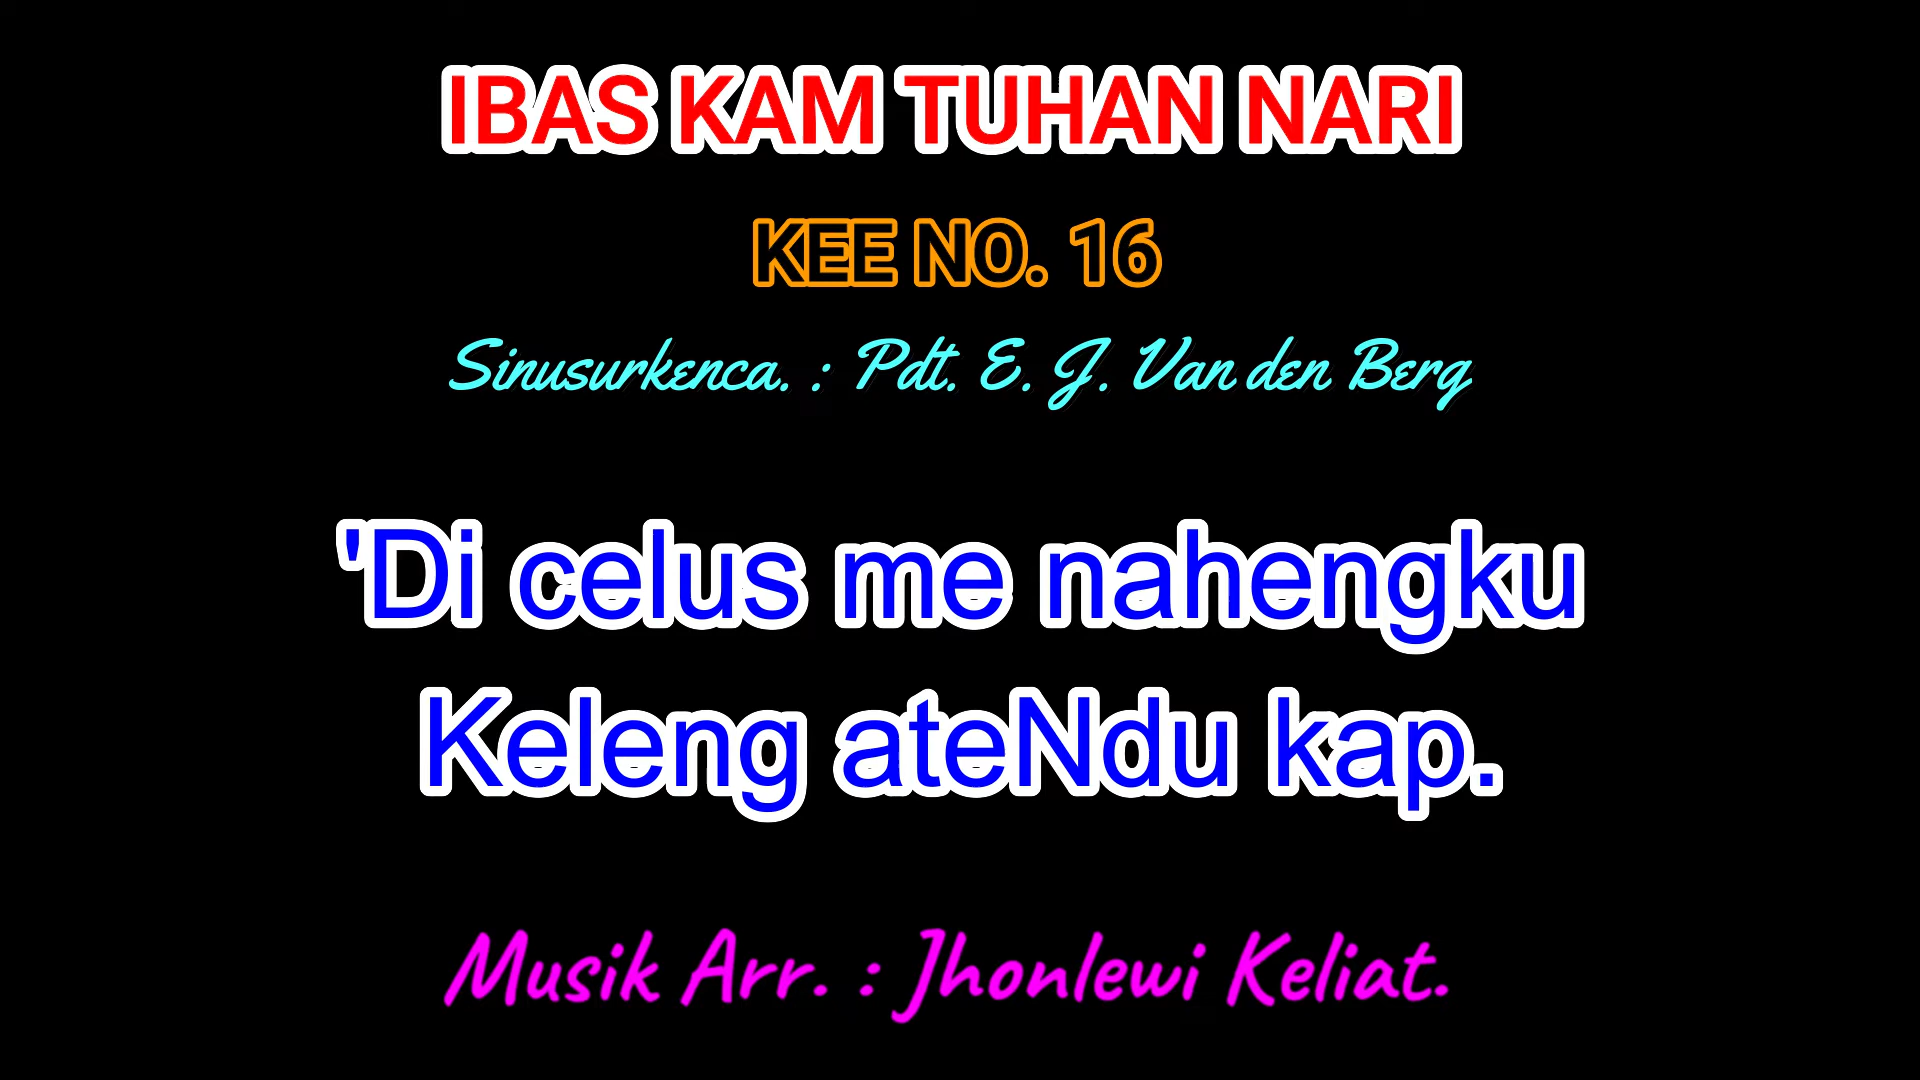 IBAS KAM TUHAN NARI
KEE NO. 16
Sinusurkenca. : Pdt. E. J. Van den Berg
'Di celus me nahengku
Keleng ateNdu kap.
Musik Arr. : Jhonlewi Keliat.